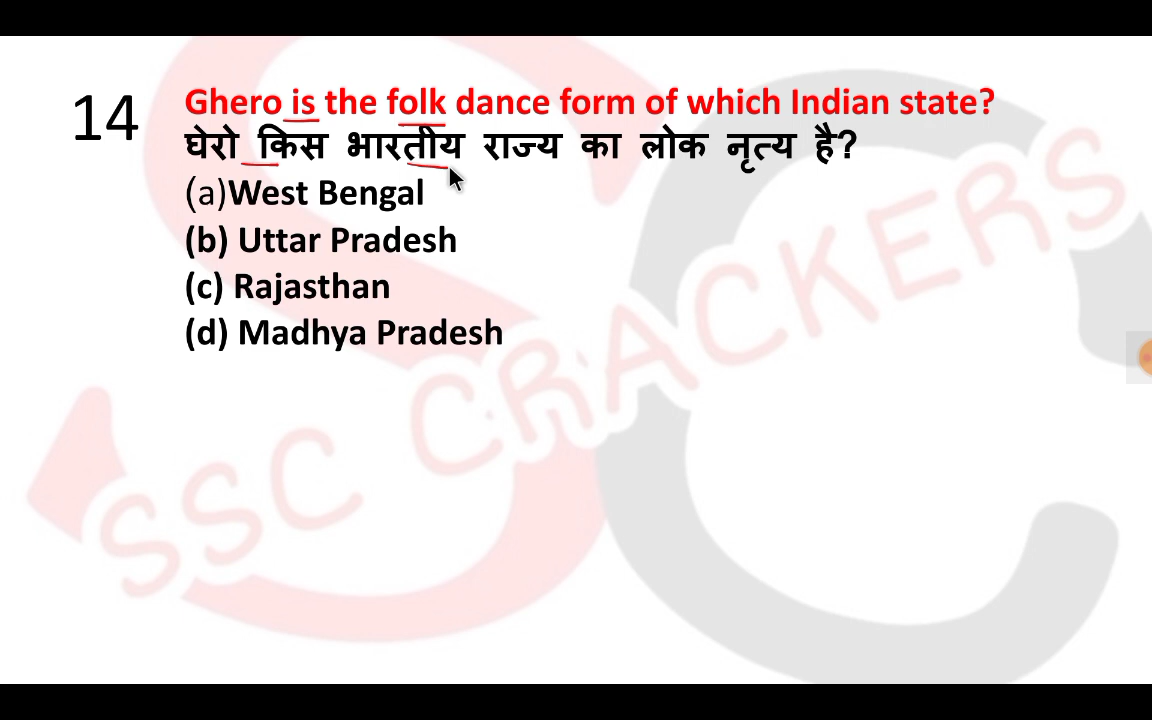 14
Ghero is the folk dance form of which Indian state?
घेरो किस भारतीय राज्य का लोक नृत्य है?
(a)West Bengal
(b) Uttar Pradesh
(c) Rajasthan
(d) Madhya Pradesh
SSC CRACKERS